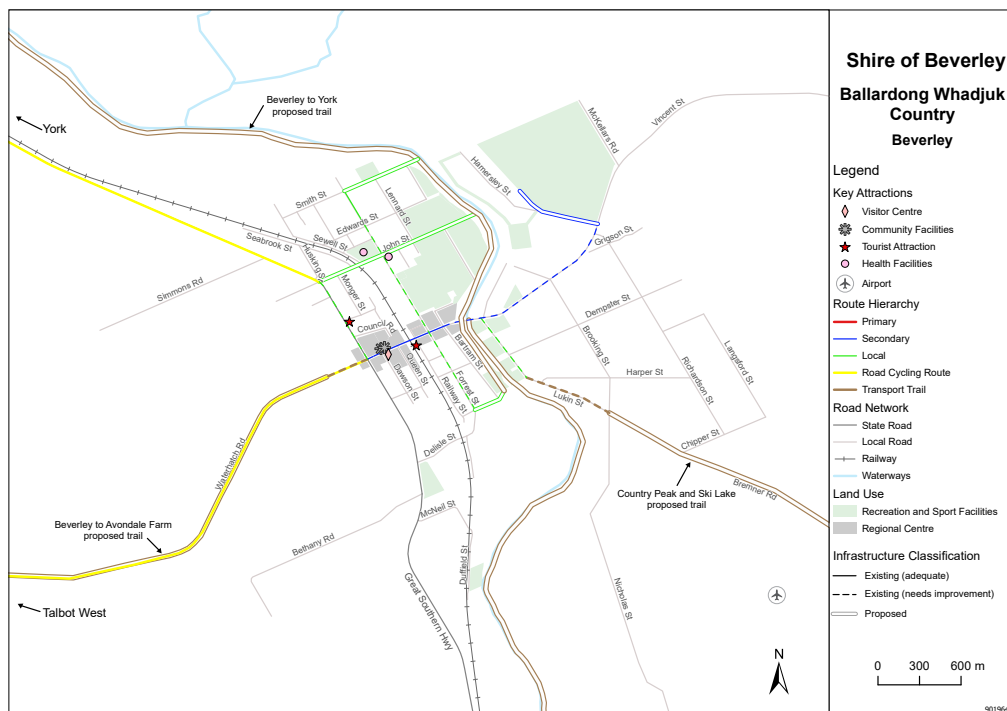 Shire of Beverley
Ballardong Whadjuk
Country
Beverley
Legend
Key Attractions
Visitor Centre
Community Facilities
Tourist Attraction
Health Facilities
Airport
Route Hierarchy
Primary
Secondary
Local
Road Cycling Route
Transport Trail
Road Network
State Road
Local Road
Railway
Waterways
Land Use
Recreation and Sport Facilities
Regional Centre
Infrastructure Classification
Existing (adequate)
Existing (needs improvement)
Proposed
0 300 600 m
N
Beverley to York
proposed trail
York
McKellars Rd
Vincent St
Hamersley St
Smith St
Lennard St
Edwards St
Sewell St
John St
Seabrook St
Husking St
Grigson St
Simmons Rd
Monger St
Council Rd
Dempster St
Brooking St
Bartram St
Queen St
Dawson St
Railway St
Forrest St
Harper St
Richardson St
Langsford St
Lukin St
Chipper St
Delisle St
Waterhatch Rd
Country Peak and Ski Lake
proposed trail
Bremner Rd
McNeil St
Beverley to Avondale Farm
proposed trail
Bethany Rd
Duffield St
Great Southern Hwy
Nicholas St
Talbot West